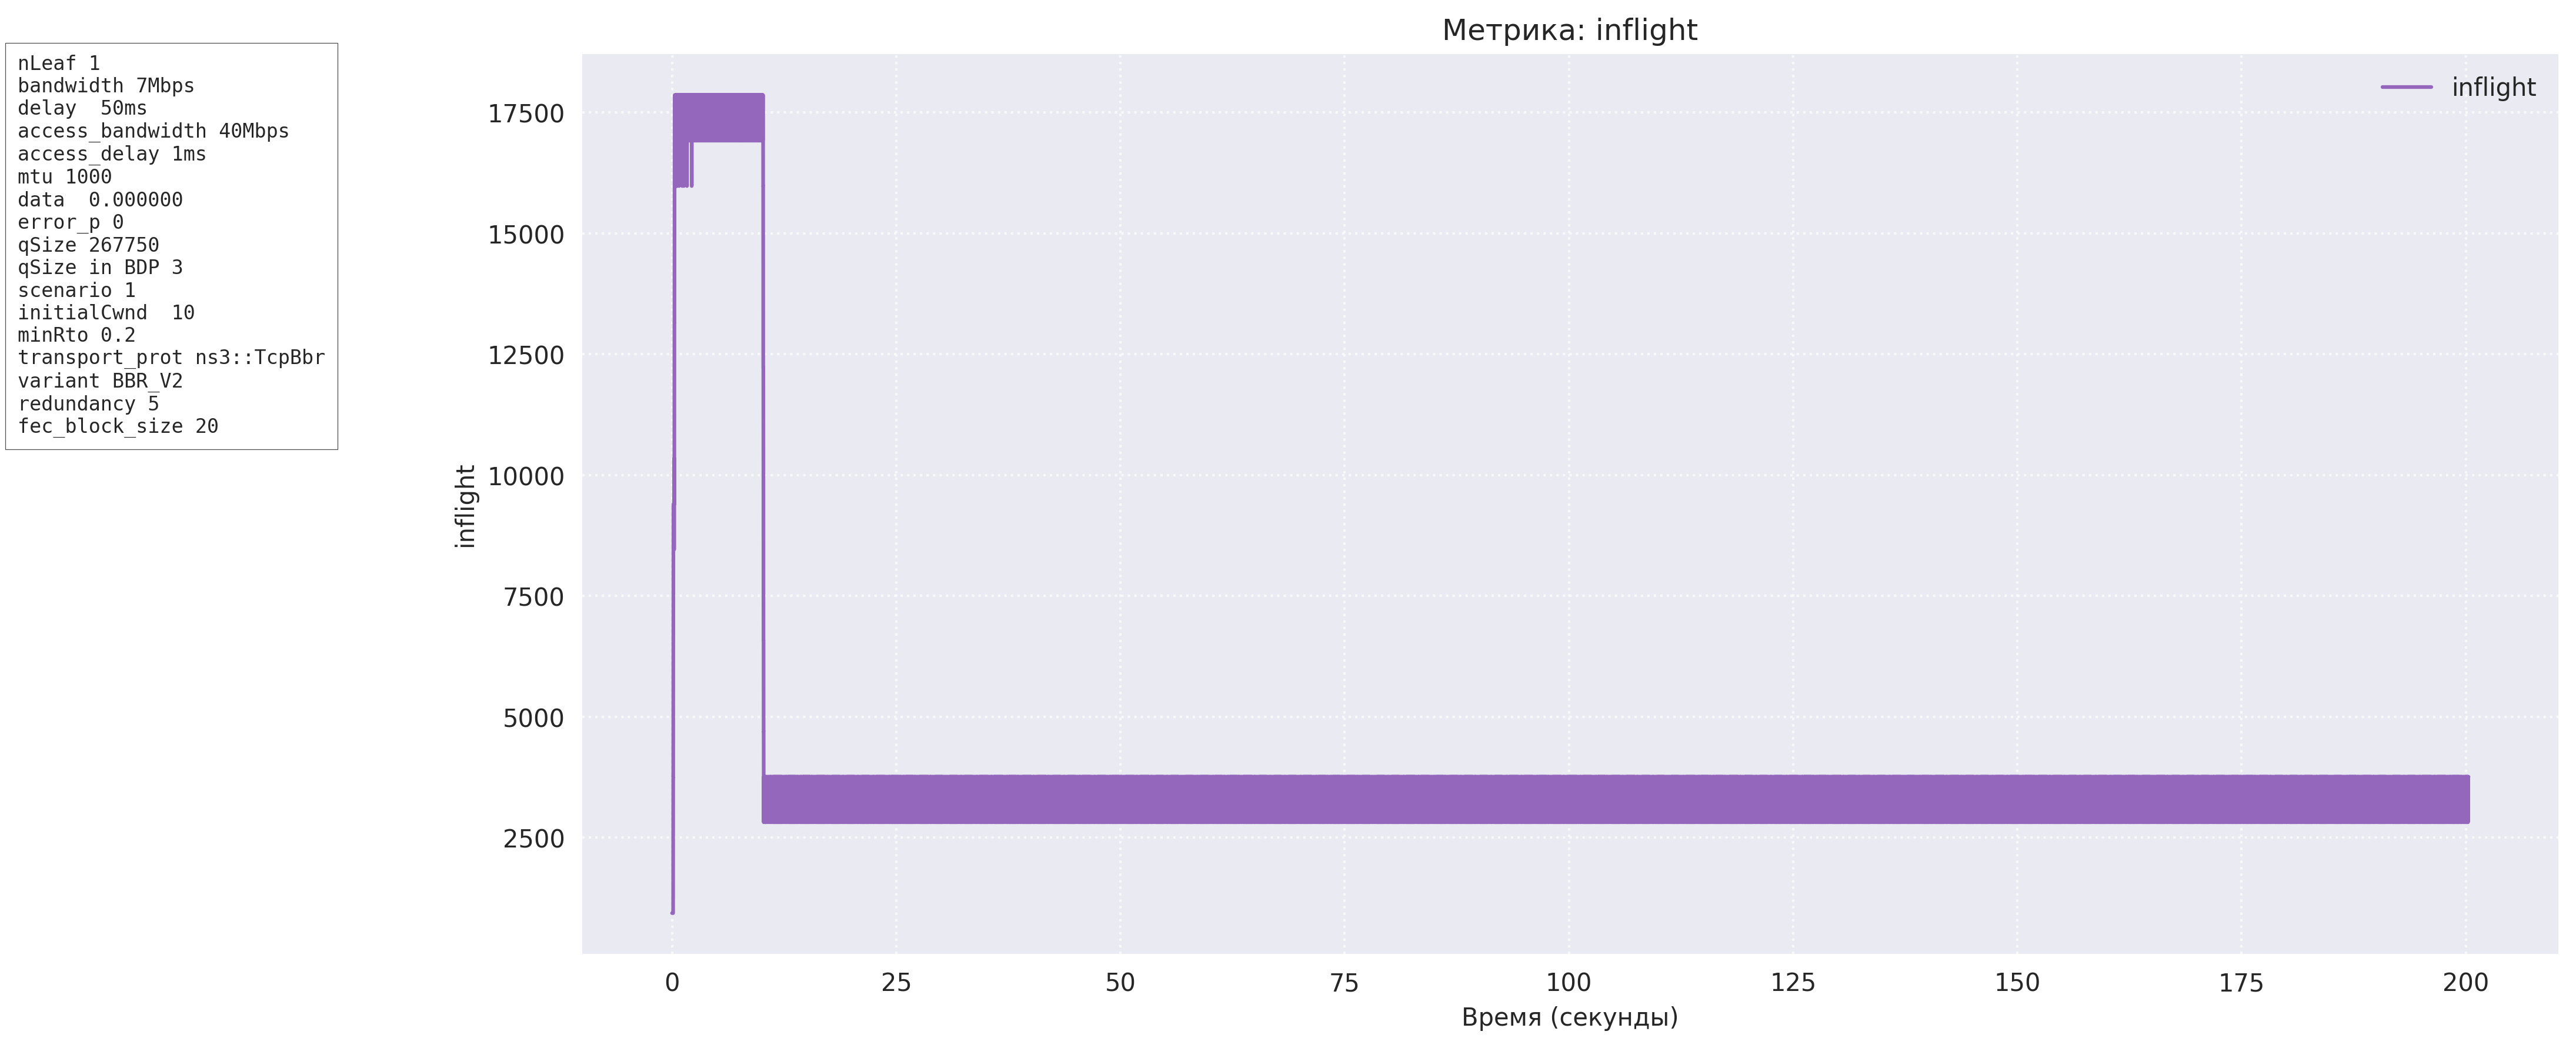 Метрика: inflight
nLeaf 1
bandwidth 7Mbps
delay  50ms
access_bandwidth 40Mbps
access_delay 1ms
mtu 1000
data  0.000000
error_p 0
qSize 267750
qSize in BDP 3
scenario 1
initialCwnd  10
minRto 0.2
transport_prot ns3::TcpBbr
variant BBR_V2
redundancy 5
fec_block_size 20
inflight
17500
15000
12500
10000
7500
5000
2500
inflight
0 25 50 75 100 125 150 175 200
Время (секунды)